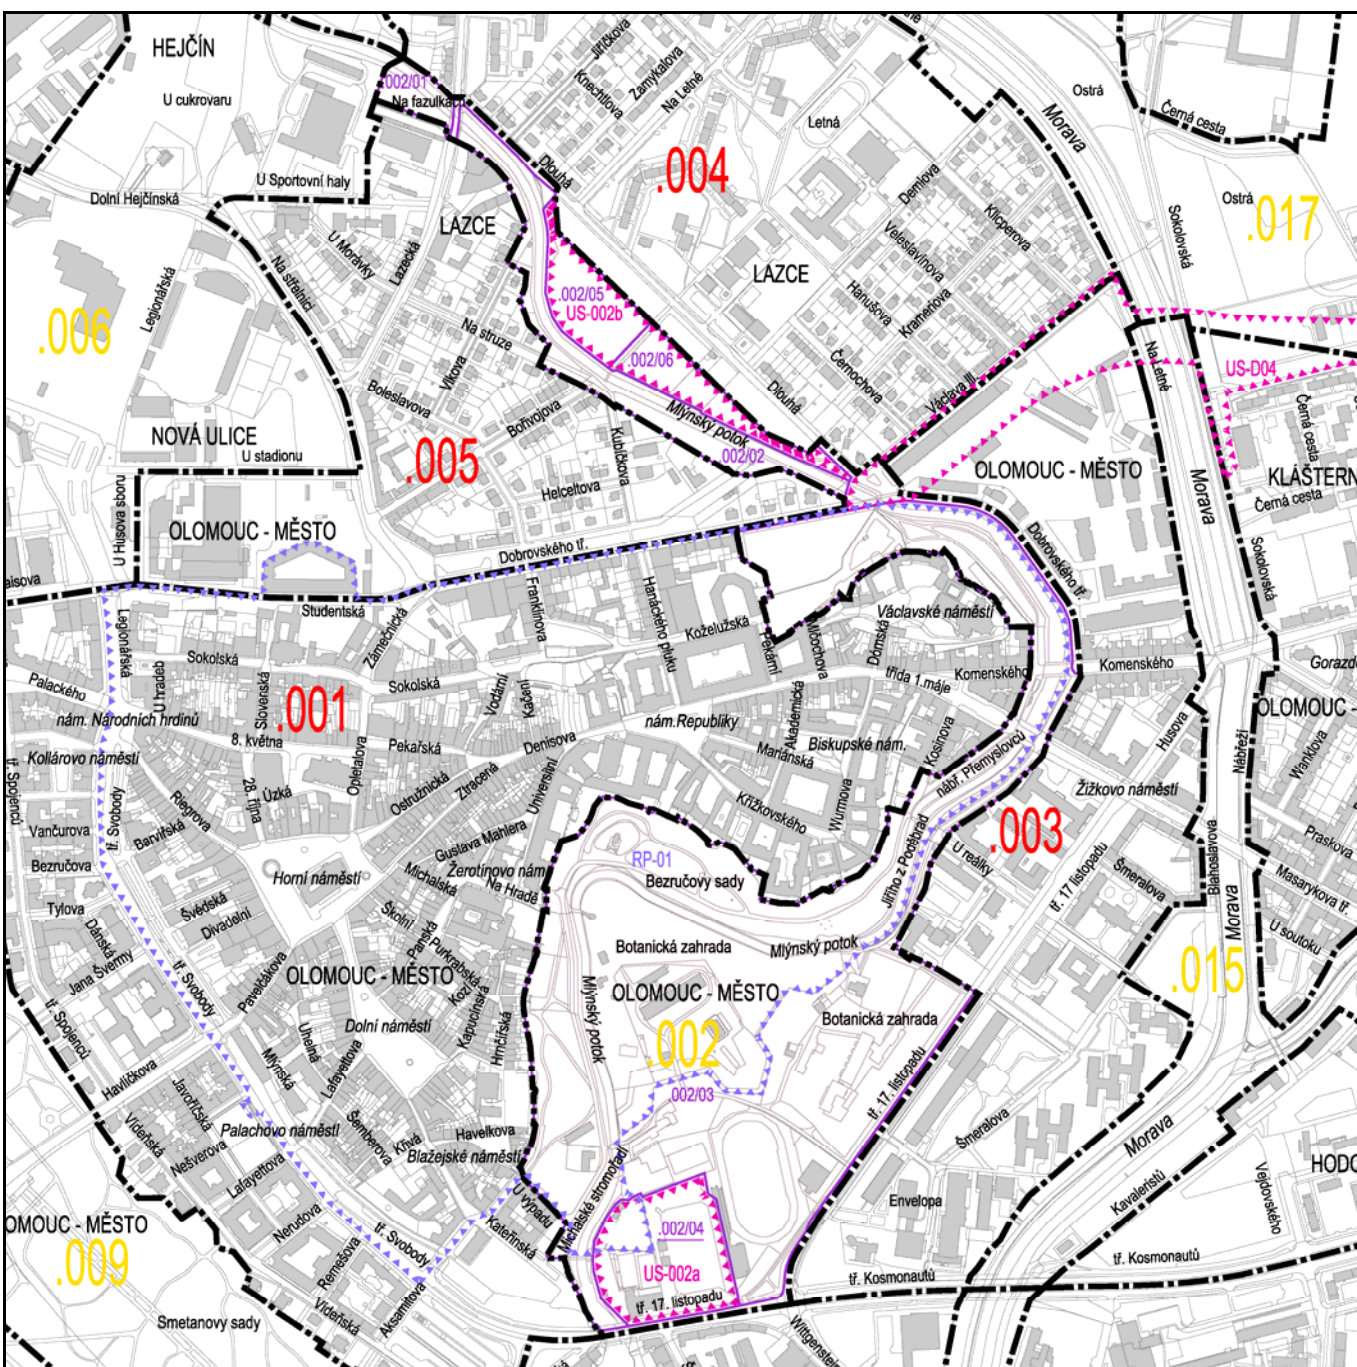 HEJČÍN
U cukrovaru
.002/01
Na fazulkách
Jiříčkova
Knechtlova
Zamykalova
Na Letné
Letná
Morava
Ostrá
Černá cesta
.004
Dlouhá
Demlova
Klicperova
Sokolovská
Ostrá
.017
Dolní Hejčínská
U Sportovní haly
U Morávky
Lazecká
LAZCE
LAZCE
Veleslavínova
Hanušova
Krameriova
Černochova
Václava III.
.006
Legionářská
Na střelnici
.002/05
US-002b
.002/06
Na struze
Vlkova
Boleslavova
Bořivojova
Kubíčkova
Dlouhá
Na Letné
US-D04
Černá cesta
NOVÁ ULICE
U stadionu
.005
Mlýnský potok
002/02
Helceltova
OLOMOUC - MĚSTO
KLÁŠTERN
Černá cesta
Morava
U Husova sboru
OLOMOUC - MĚSTO
Dobrovského tř.
Dobrovského tř.
Sokolovská
aisova
Studentská
Legionářská
Zámečnická
Franklinova
Hanáckého pluku
Koželužská
Pekární
Mlčochova
Václavské náměstí
Dómská
Komenského
Komenského
třída 1.máje
Gorazdo
Palackého
Sokolská
U hradeb
Slovenská
Sokolská
Vodární
Kačení
.001
nám. Národních hrdinů
8. května
Pekařská
Denisova
nám.Republiky
Mariánská
Akademická
Biskupské nám.
Kosinova
Husova
Nábřeží
OLOMOUC -
Wanklova
Kollárovo náměstí
tř. Spojenců
tř. Svobody
Riegrova
28. října
Úzká
Opletalova
Ostružnická
Ztracená
Universitní
Křížkovského
Wurmova
nábř. Přemyslovců
Žižkovo náměstí
Vančurova
Barvířská
Bezručova
Horní náměstí
Gustava Mahlera
Žerotínovo nám.
Michalská
Na Hradě
RP-01
Bezručovy sady
Jiřího z Poděbrad
U reálky
.003
tř. 17 listopadu
Šmeralova
Blahoslavova
Praskova
Masarykova tř.
Tylova
Švédská
Divadelní
Školní
Panská
Purkrabská
Kozí
Kapucínská
Dánská
Jana Švermy
tř. Svobody
Pavelčákova
OLOMOUC - MĚSTO
Botanická zahrada
Mlýnský potok
Morava
U soutoku
.015
tř. Spojenců
Dolní náměstí
Hrnčířská
Mlýnský potok
OLOMOUC - MĚSTO
Botanická zahrada
.002
002/03
tř. 17. listopadu
Uhelná
Mlýnská
Lafayettova
Havlíčkova
Javoříčská
Palachovo náměstí
Šemberova
Křivá
Havelkova
Blažejské náměstí
Vídeňská
Nešverova
Lafayettova
Nerudova
Šmeralova
Morava
Kavaleristů
Vejdovského
HODO
U výpadu
Kateřinská
Michalské stromořadí
.002/04
US-002a
tř. 17. listopadu
Envelopa
OMOUC - MĚSTO
.009
tř. Svobody
Remešova
Vídeňská
Aksamitova
Smetanovy sady
tř. Kosmonautů
tř. Kosmonautů
Wittgenstein